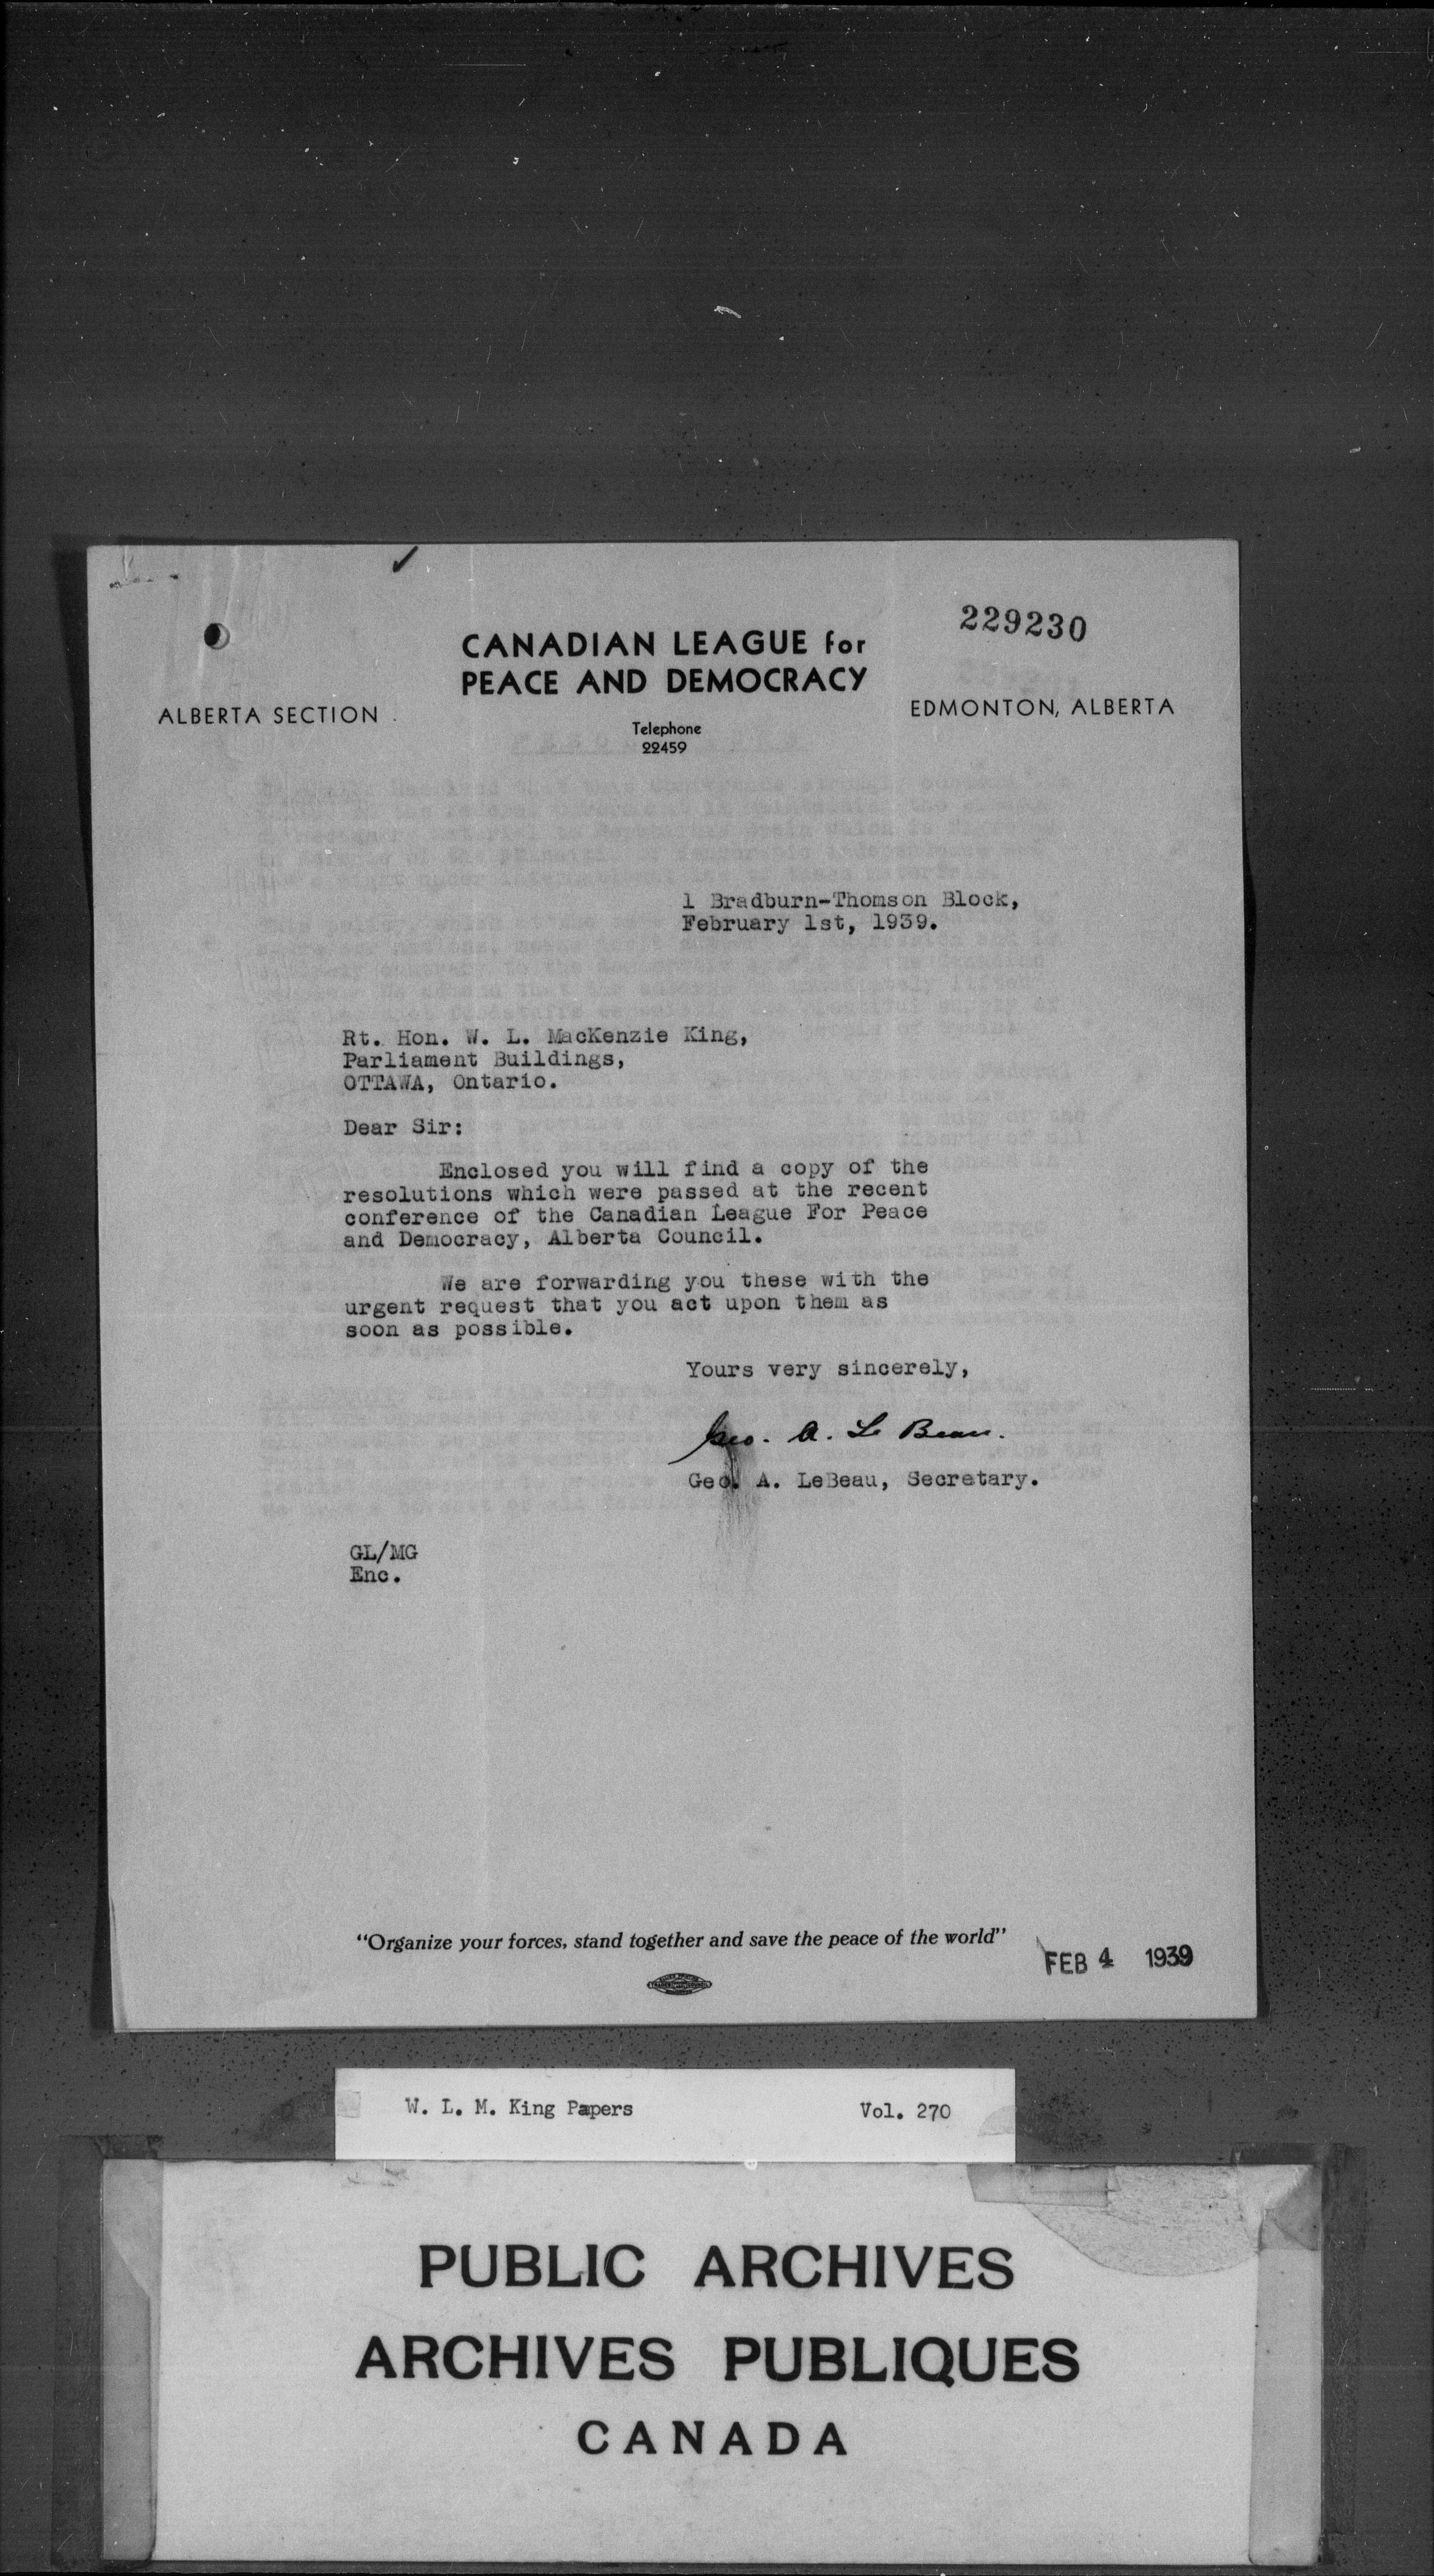 229230
CANADIAN LEAGUE for
PEACE AND DEMOCRACY
ALBERTA SECTION
EDMONTON, ALBERTA
Telephone
22459
1 Bradburn-Thomson Block,
February 1st, 1939.
Rt. Hon. W. L. MacKenzie King,
Parliament Buildings,
OTTAWA, Ontario.
Dear Sir:
Enclosed you will find a copy of the
resolutions which were passed at the recent
conference of the Canadian League For Peace
and Democracy, Alberta Council.
We are forwarding you these with the
urgent request that you act upon them as
soon as possible.
Yours very sincerely,
Geo. A. Le Beau.
Geo. A. LeBeau, Secretary.
GL/MG
Enc.
"Organize your forces, stand together and save the peace of the world"
FEB 4 1939
W. L. M. King Papers Vol. 270
PUBLIC ARCHIVES
ARCHIVES PUBLIQUES
CANADA